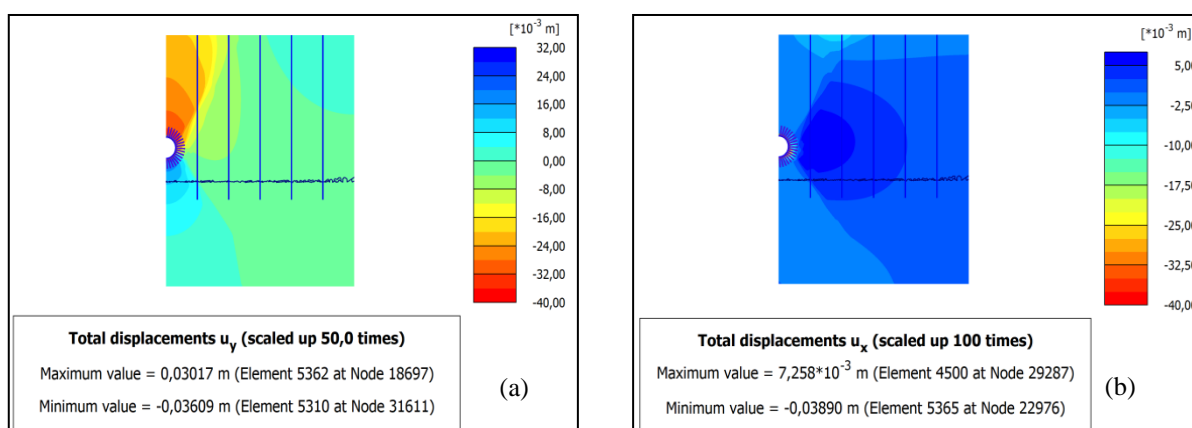 [*10⁻³ m]
32,00
24,00
16,00
8,00
0,00
-8,00
-16,00
-24,00
-32,00
-40,00
Total displacements uy (scaled up 50,0 times)
Maximum value = 0,03017 m (Element 5362 at Node 18697)
Minimum value = -0,03609 m (Element 5310 at Node 31611)
(a)
[*10⁻³ m]
5,00
-2,50
-10,00
-17,50
-25,00
-32,50
-40,00
Total displacements ux (scaled up 100 times)
Maximum value = 7,258*10⁻³ m (Element 4500 at Node 29287)
Minimum value = -0,03890 m (Element 5365 at Node 22976)
(b)